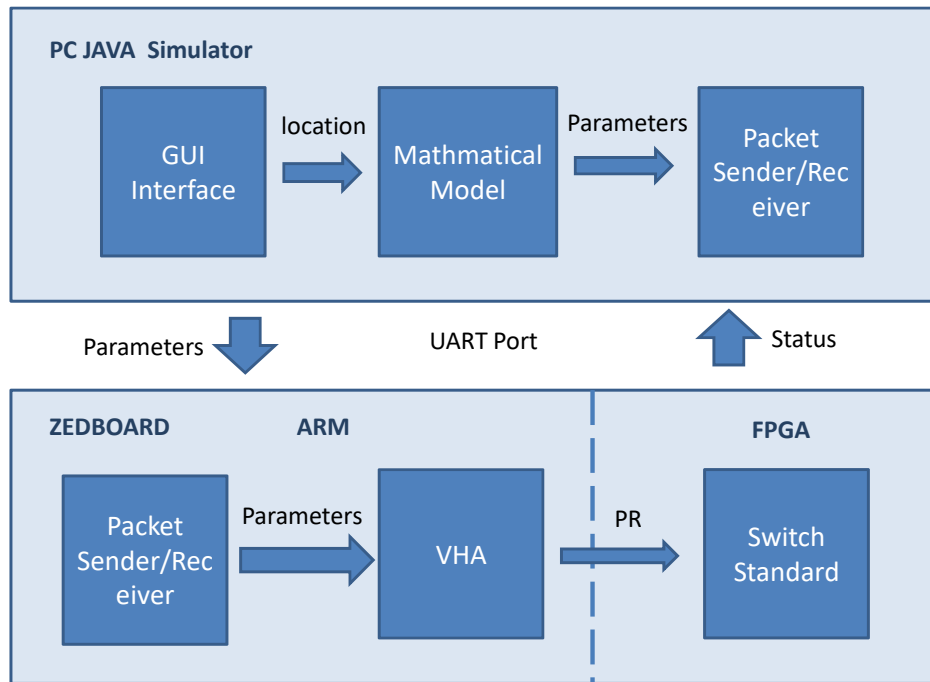 PC JAVA  Simulator
GUI
Interface
location
Mathmatical
Model
Parameters
Packet
Sender/Rec
eiver
Parameters
UART Port
Status
ZEDBOARD
ARM
FPGA
Packet
Sender/Rec
eiver
Parameters
VHA
PR
Switch
Standard